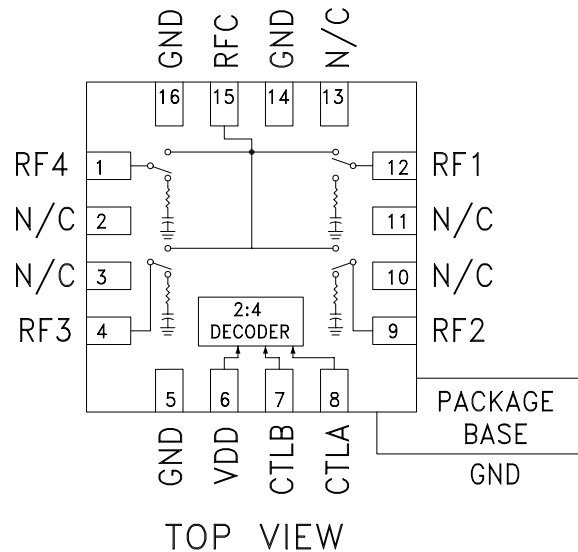 GND RFC GND N/C
16 15 14 13
RF4 1 12 RF1
N/C 2 11 N/C
N/C 3 10 N/C
RF3 4 9 RF2
2:4
DECODER
5 6 7 8
GND VDD CTLB CTLA
PACKAGE
BASE
GND
TOP VIEW